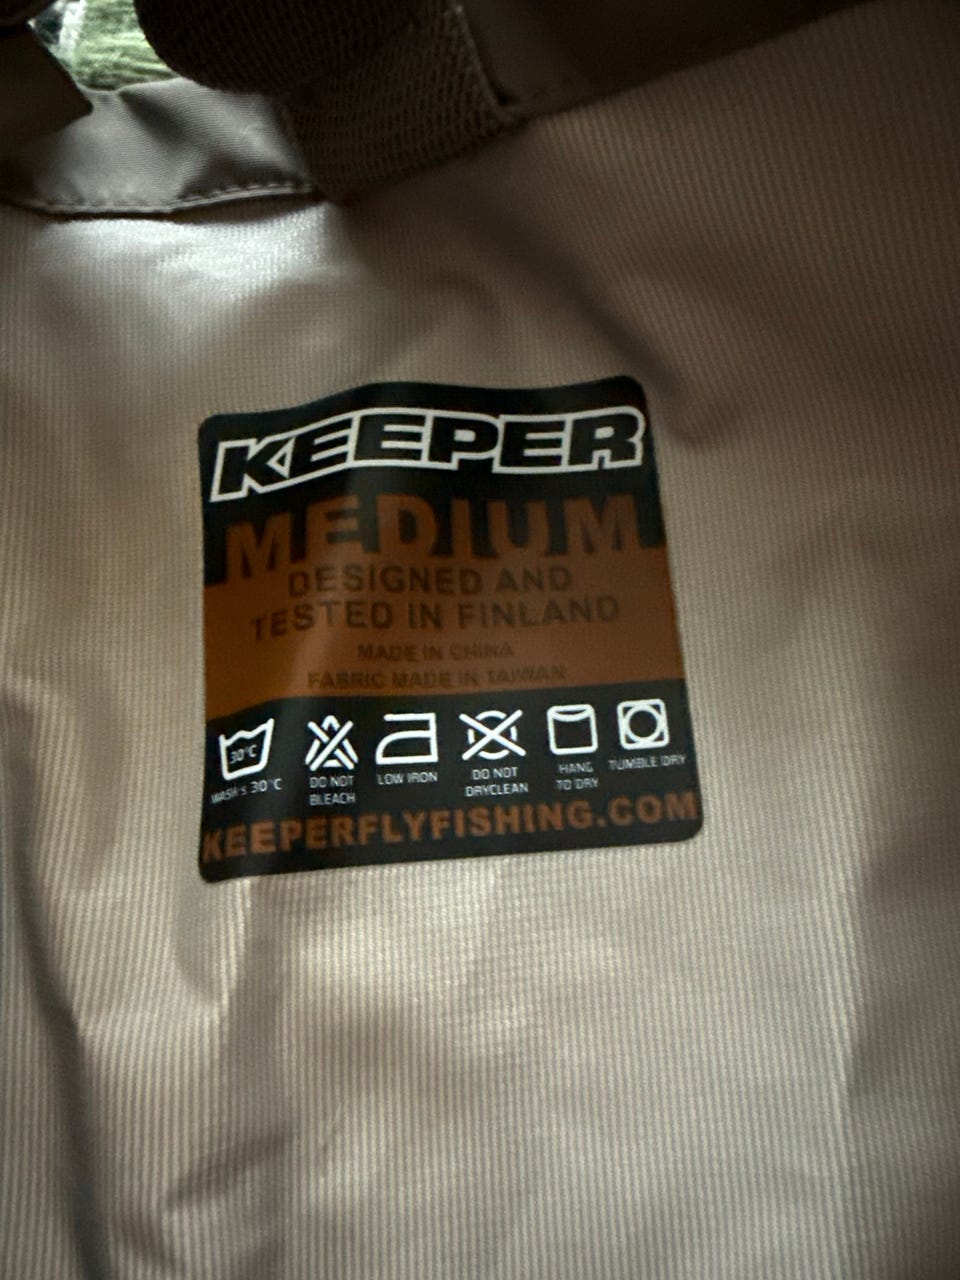 KEEPER
MEDIUM
DESIGNED AND
TESTED IN FINLAND
MADE IN CHINA
FABRIC MADE IN TAIWAN
30°C
WASH ≤ 30°C
DO NOT
BLEACH
LOW IRON
DO NOT
DRYCLEAN
HANG
TO DRY
TUMBLE DRY
KEEPERFLYFISHING.COM